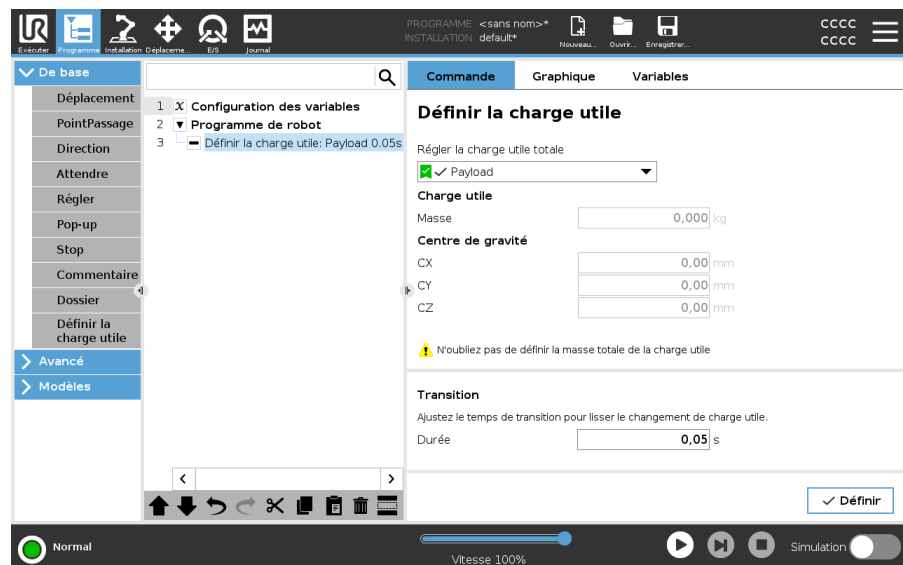 PROGRAMME <sans nom>*
INSTALLATION default*
Exécuter Programme Installation Déplaceme... E/S Journal
Nouveau... Ouvrir... Enregistrer...
CCCC
CCCC
De base
Déplacement
PointPassage
Direction
Attendre
Régler
Pop-up
Stop
Commentaire
Dossier
Définir la
charge utile
Avancé
Modèles
1 X Configuration des variables
2 Programme de robot
3 Définir la charge utile: Payload 0.05s
Commande Graphique Variables
Définir la charge utile
Régler la charge utile totale
Payload
Charge utile
Masse 0,000 kg
Centre de gravité
CX 0,00 mm
CY 0,00 mm
CZ 0,00 mm
N'oubliez pas de définir la masse totale de la charge utile
Transition
Ajustez le temps de transition pour lisser le changement de charge utile.
Durée 0,05 s
Définir
Normal
Vitesse 100%
Simulation